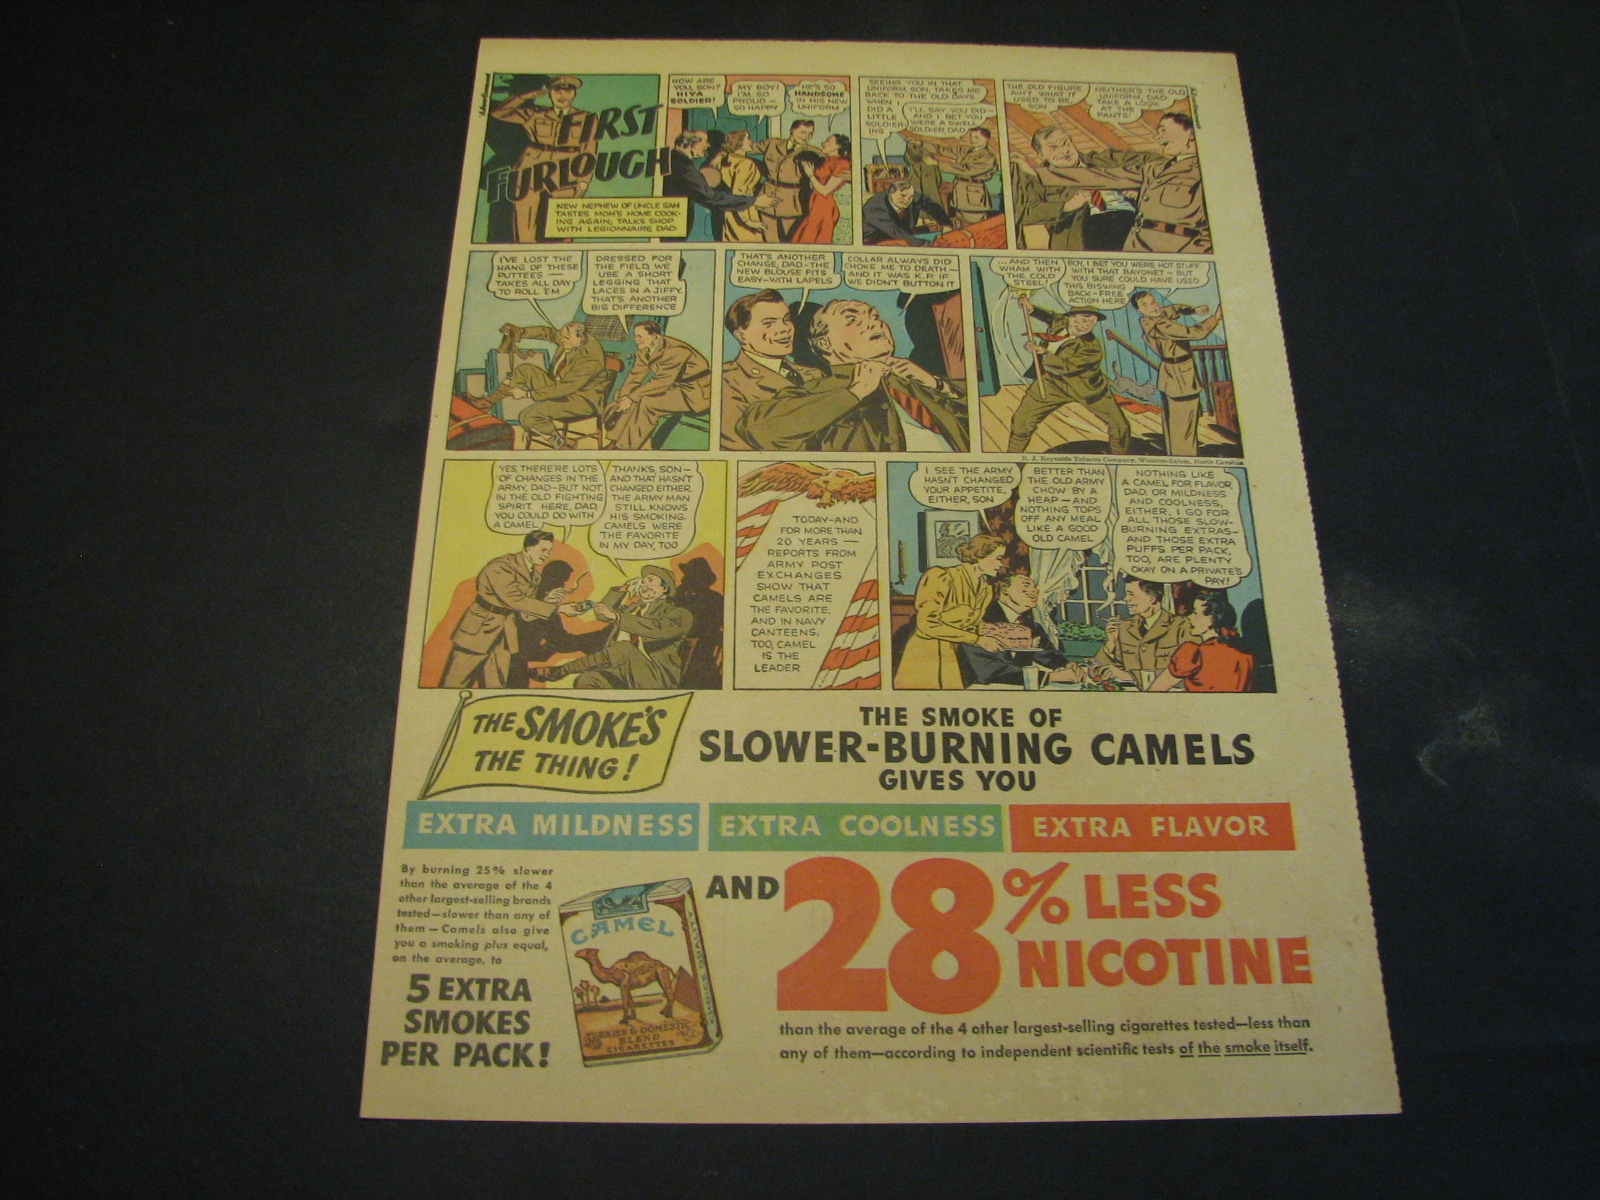 Advertisement
Advertisement
FIRST
FURLOUGH
NEW NEPHEW OF UNCLE SAM
TASTES MOM'S HOME COOK-
ING AGAIN; TALKS SHOP
WITH LEGIONNAIRE DAD
HOW ARE
YOU, SON?
HIYA
SOLDIER!
MY BOY!
I'M SO
PROUD —
SO HAPPY
HE'S SO
HANDSOME
IN HIS NEW
UNIFORM
SEEING YOU IN THAT
UNIFORM, SON, TAKES ME
BACK TO THE OLD DAYS
WHEN I
DID A
LITTLE
SOLDIER-
ING
I'LL SAY YOU DID—
AND I BET YOU
WERE A SWELL
SOLDIER, DAD
THE OLD FIGURE
AIN'T WHAT IT
USED TO BE,
SON
NEITHER'S THE OLD
UNIFORM, DAD.
TAKE A LOOK
AT THE
PANTS!
I'VE LOST THE
HANG OF THESE
PUTTEES —
TAKES ALL DAY
TO ROLL 'EM
DRESSED FOR
THE FIELD, WE
USE A SHORT
LEGGING THAT
LACES IN A JIFFY.
THAT'S ANOTHER
BIG DIFFERENCE
THAT'S ANOTHER
CHANGE, DAD—THE
NEW BLOUSE FITS
EASY—WITH LAPELS
COLLAR ALWAYS DID
CHOKE ME TO DEATH—
AND IT WAS K.P. IF
WE DIDN'T BUTTON IT
...AND THEN
WHAM WITH
THE COLD
STEEL!
BOY, I BET YOU WERE HOT STUFF
WITH THAT BAYONET— BUT
YOU SURE COULD HAVE USED
THIS BISWING
BACK—FREE
ACTION HERE
R. J. Reynolds Tobacco Company, Winston-Salem, North Carolina
YES, THERE'RE LOTS
OF CHANGES IN THE
ARMY, DAD—BUT NOT
IN THE OLD FIGHTING
SPIRIT. HERE, DAD,
YOU COULD DO WITH
A CAMEL
THANKS, SON—
AND THAT HASN'T
CHANGED EITHER.
THE ARMY MAN
STILL KNOWS
HIS SMOKING.
CAMELS WERE
THE FAVORITE
IN MY DAY, TOO
TODAY—AND
FOR MORE THAN
20 YEARS —
REPORTS FROM
ARMY POST
EXCHANGES
SHOW THAT
CAMELS ARE
THE FAVORITE.
AND IN NAVY
CANTEENS,
TOO, CAMEL
IS THE
LEADER
I SEE THE ARMY
HASN'T CHANGED
YOUR APPETITE,
EITHER, SON
BETTER THAN
THE OLD ARMY
CHOW BY A
HEAP—AND
NOTHING TOPS
OFF ANY MEAL
LIKE A GOOD
OLD CAMEL
NOTHING LIKE
A CAMEL FOR FLAVOR,
DAD, OR MILDNESS
AND COOLNESS,
EITHER. I GO FOR
ALL THOSE SLOW-
BURNING EXTRAS—
AND THOSE EXTRA
PUFFS PER PACK,
TOO, ARE PLENTY
OKAY ON A PRIVATE'S
PAY!
THE SMOKE'S
THE THING!
THE SMOKE OF
SLOWER-BURNING CAMELS
GIVES YOU
EXTRA MILDNESS
EXTRA COOLNESS
EXTRA FLAVOR
By burning 25% slower
than the average of the 4
other largest-selling brands
tested—slower than any of
them—Camels also give
you a smoking plus equal,
on the average, to
5 EXTRA
SMOKES
PER PACK!
CAMEL
TURKISH & DOMESTIC
BLEND
CIGARETTES
CHOICE QUALITY
AND 28% LESS
NICOTINE
than the average of the 4 other largest-selling cigarettes tested—less than
any of them—according to independent scientific tests of the smoke itself.